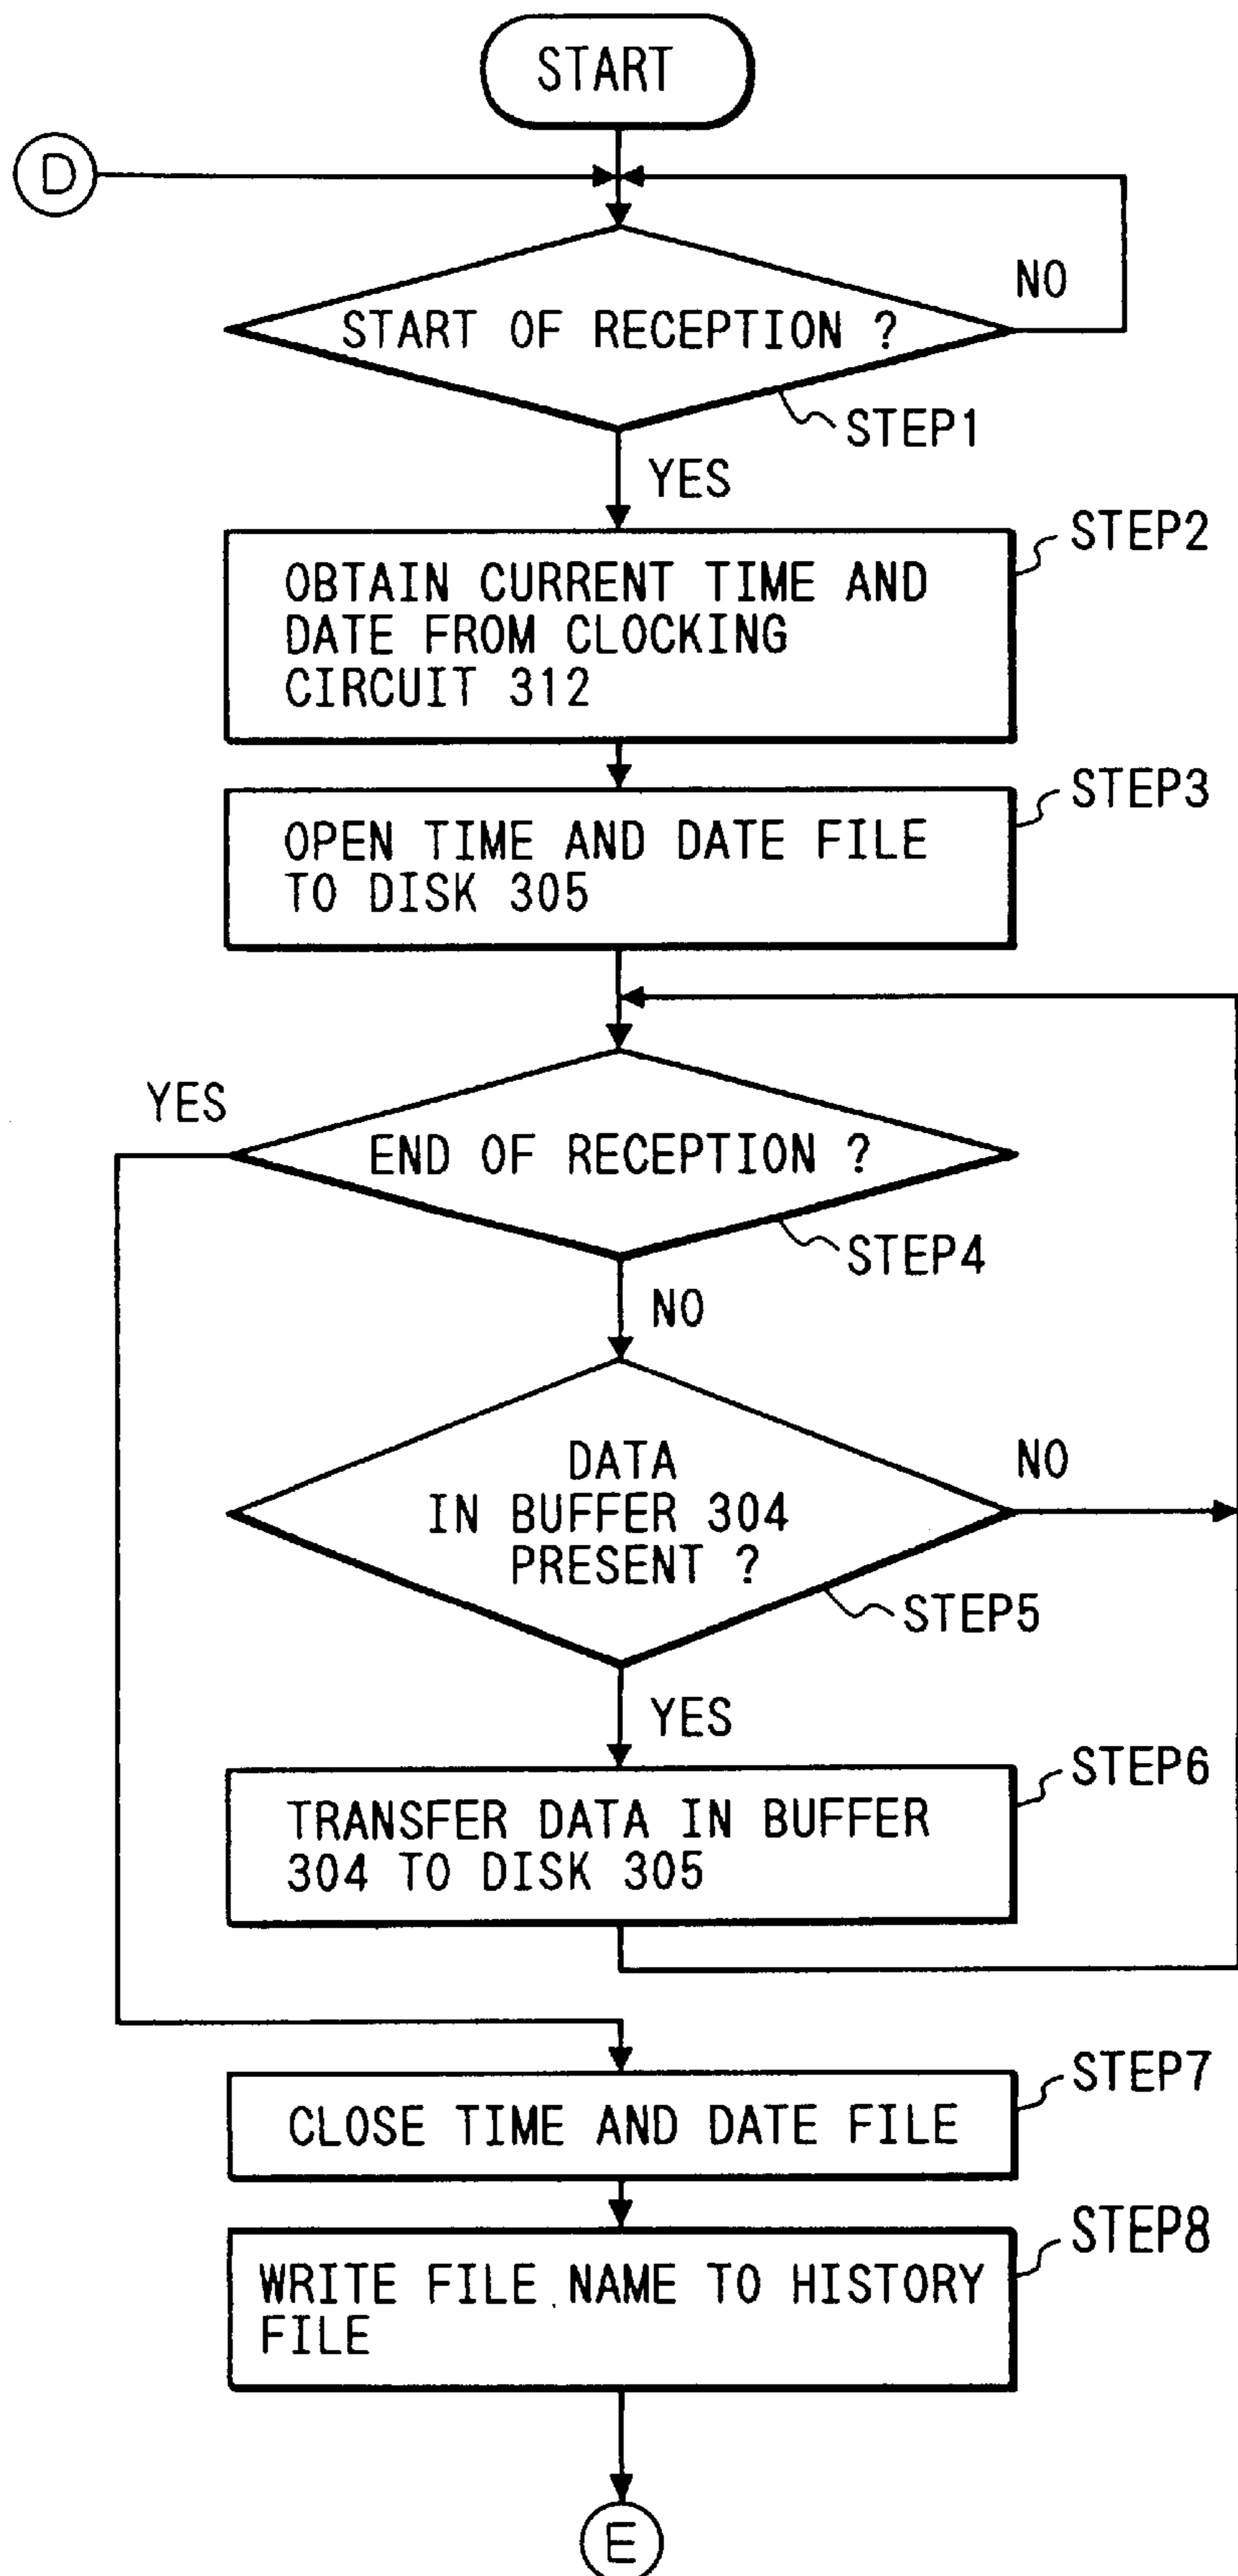 START
D
NO
START OF RECEPTION ?
STEP1
YES
STEP2
OBTAIN CURRENT TIME AND
DATE FROM CLOCKING
CIRCUIT 312
STEP3
OPEN TIME AND DATE FILE
TO DISK 305
YES
END OF RECEPTION ?
STEP4
NO
DATA
IN BUFFER 304
PRESENT ?
NO
STEP5
YES
STEP6
TRANSFER DATA IN BUFFER
304 TO DISK 305
STEP7
CLOSE TIME AND DATE FILE
STEP8
WRITE FILE NAME TO HISTORY
FILE
E